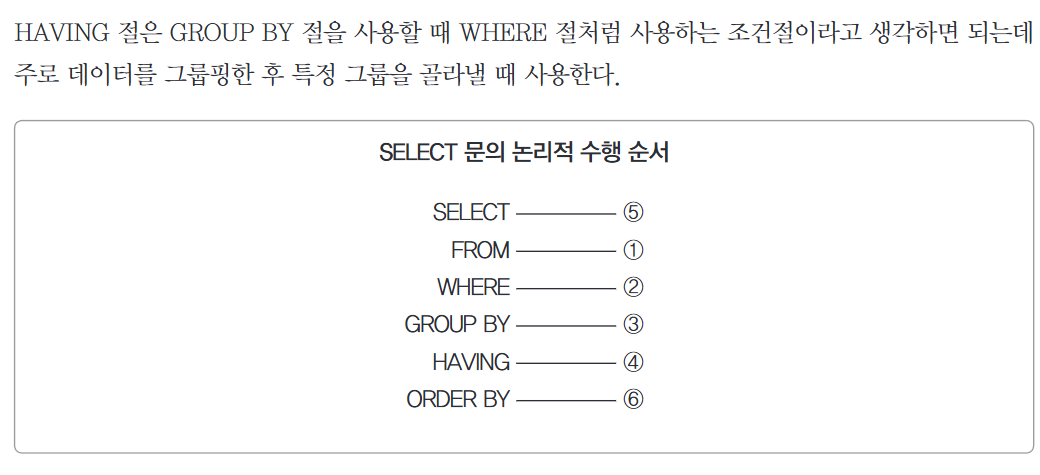 HAVING 절은 GROUP BY 절을 사용할 때 WHERE 절처럼 사용하는 조건절이라고 생각하면 되는데
주로 데이터를 그룹핑한 후 특정 그룹을 골라낼 때 사용한다.
SELECT 문의 논리적 수행 순서
SELECT ⑤
FROM ①
WHERE ②
GROUP BY ③
HAVING ④
ORDER BY ⑥